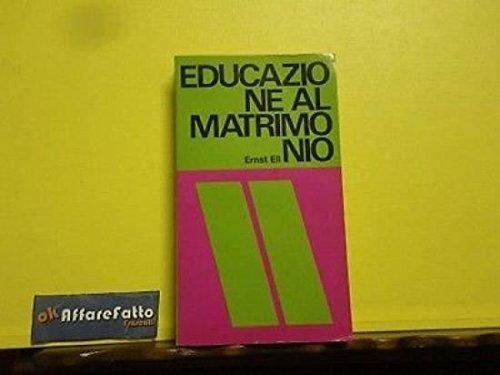 EDUCAZIO
NE AL
MATRIMO
NIO
Ernst Ell
ok AffareFatto